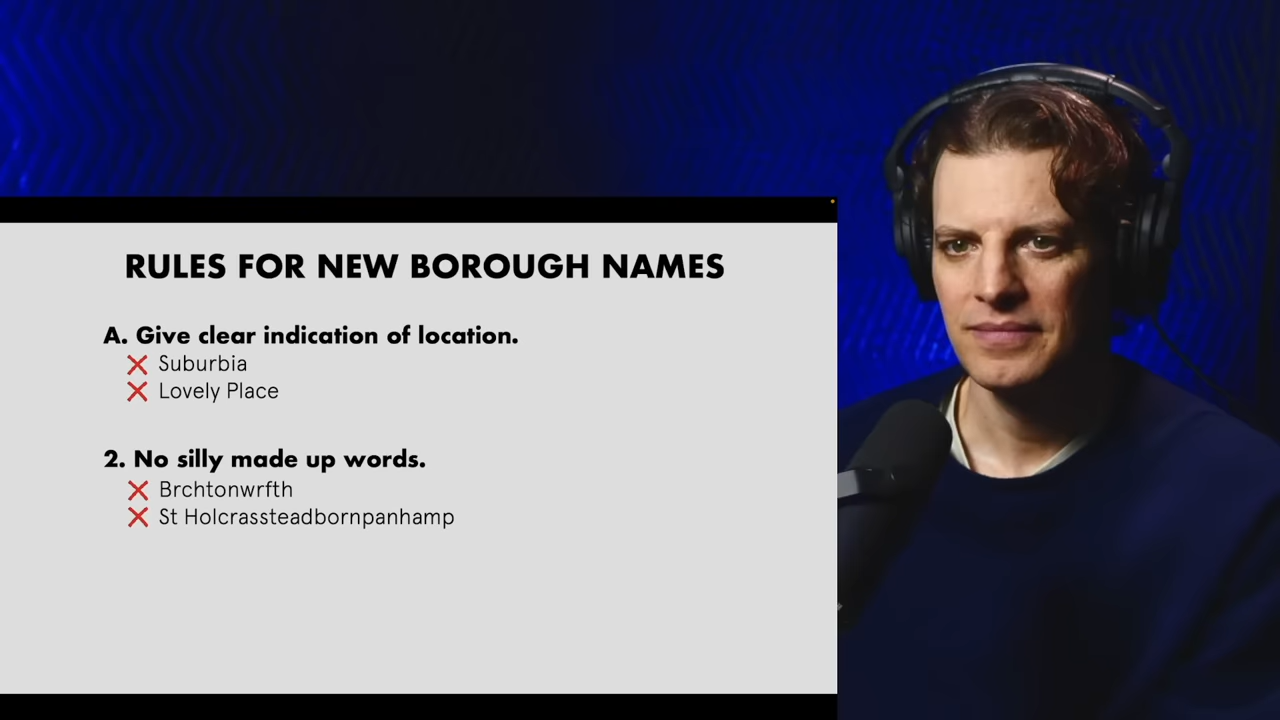 RULES FOR NEW BOROUGH NAMES
A. Give clear indication of location.
Suburbia
Lovely Place
2. No silly made up words.
Brchtonwrfth
St Holcrassteadbornpanhamp